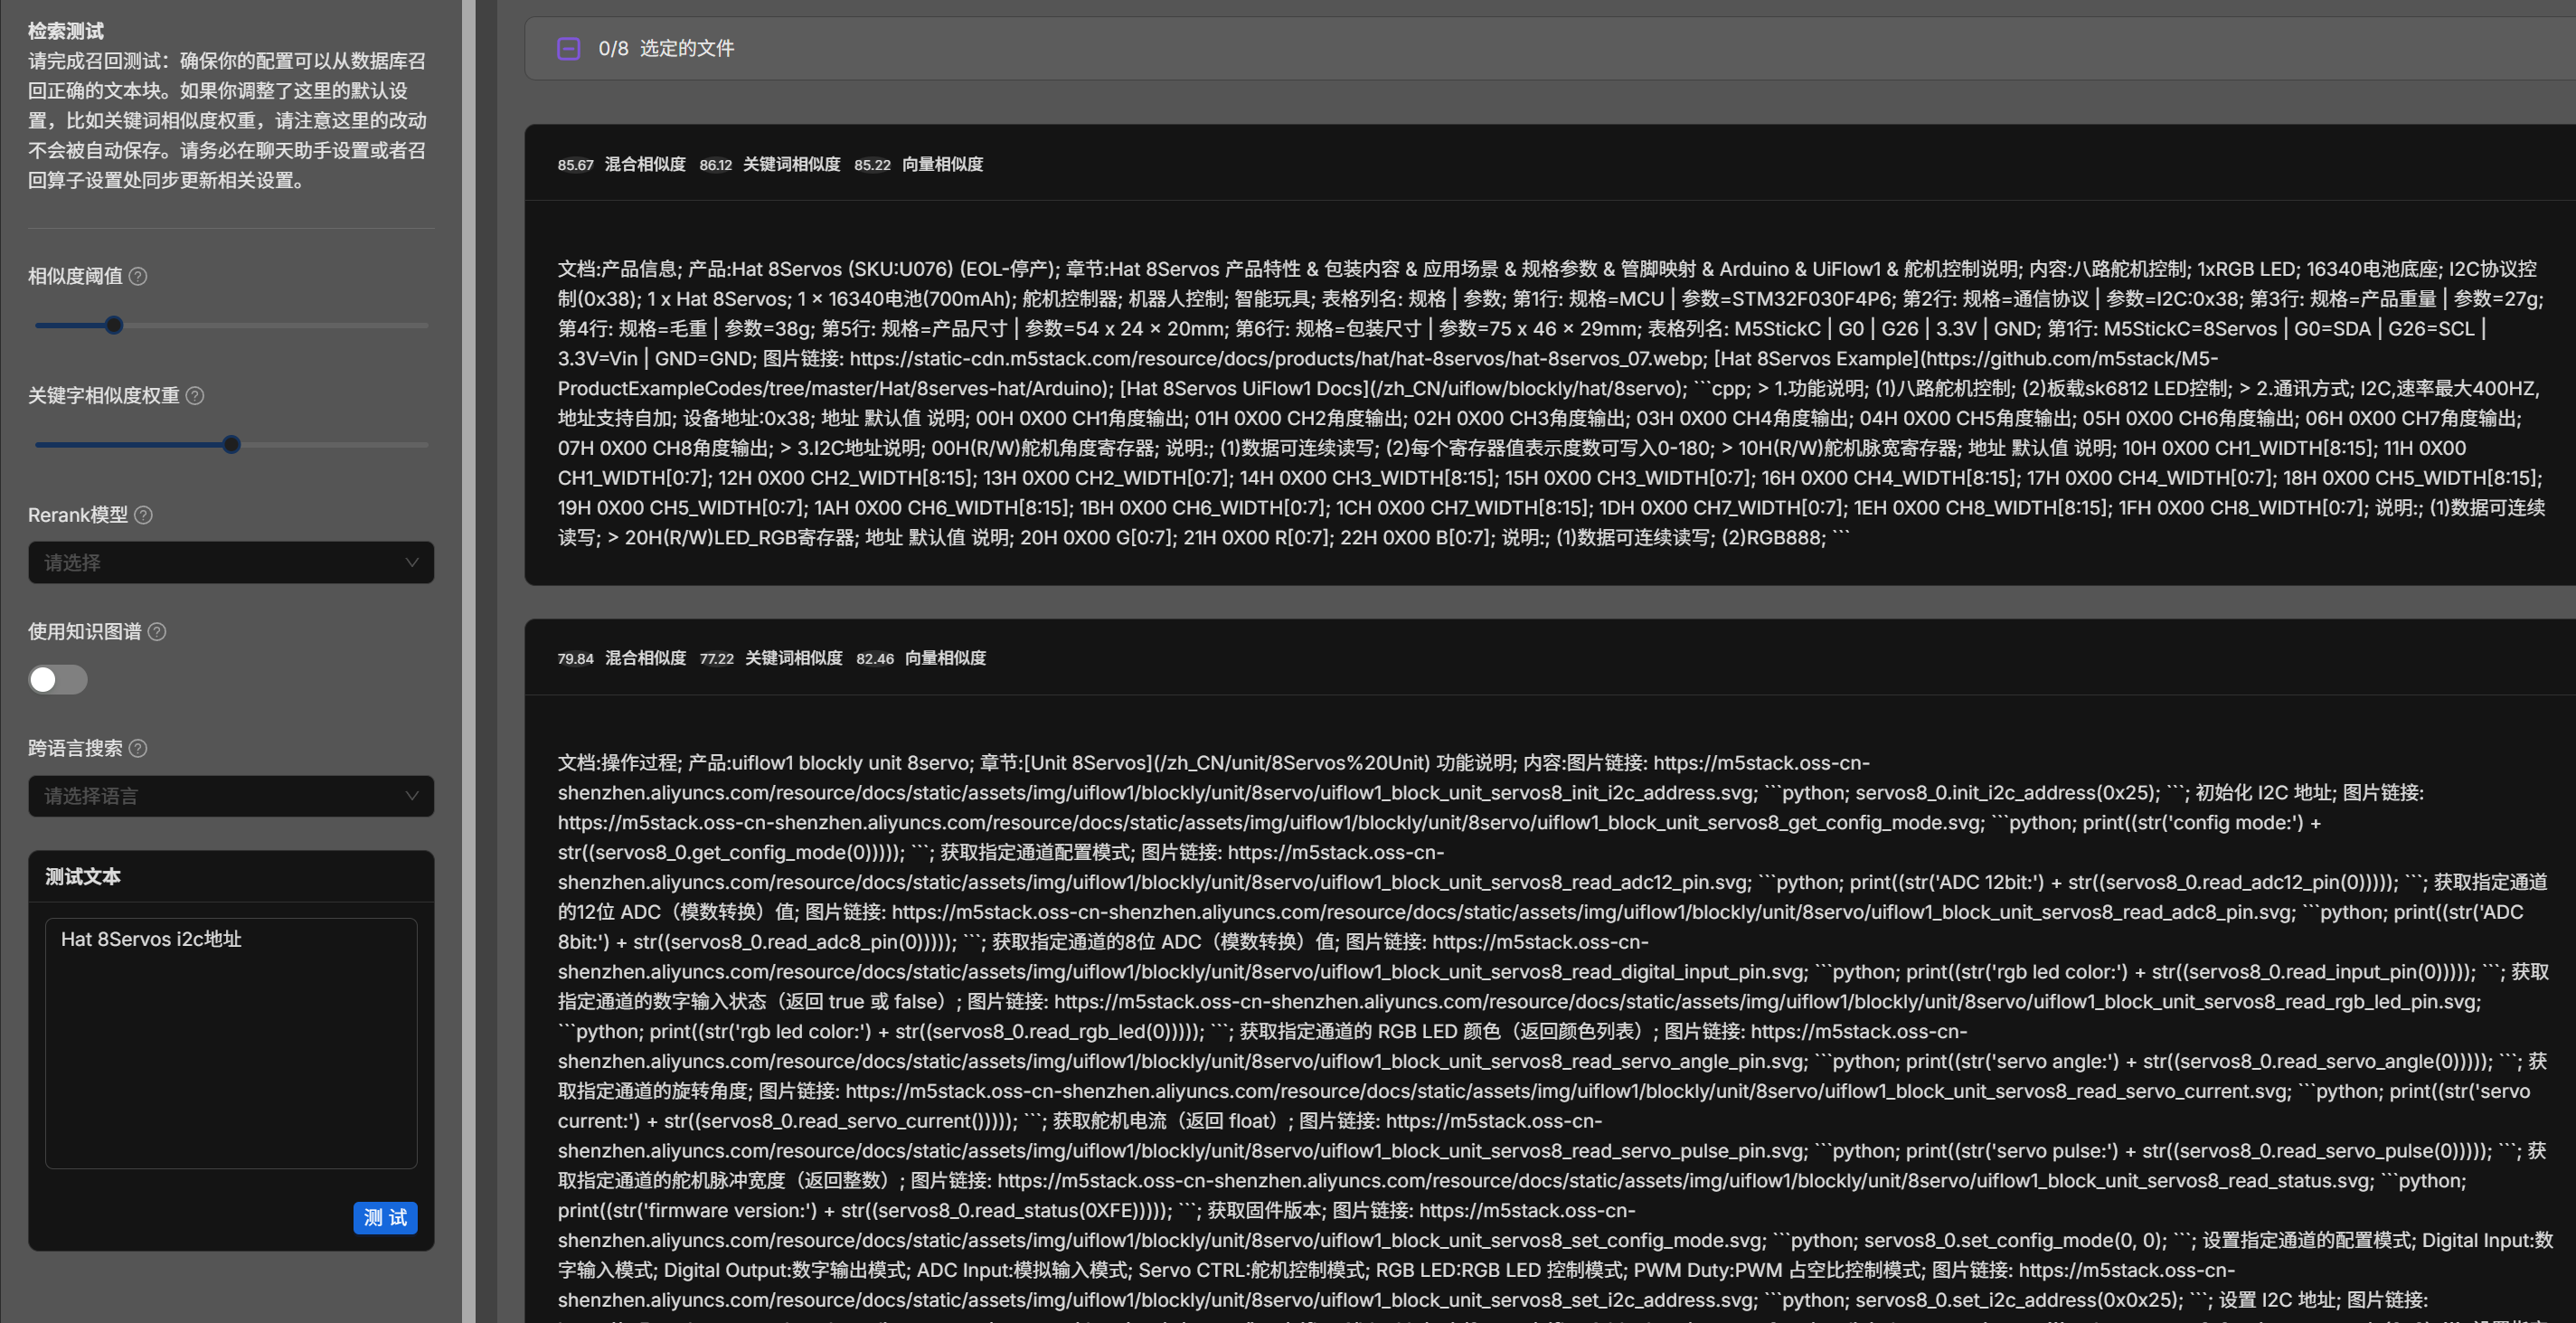 检索测试
请完成召回测试：确保你的配置可以从数据库召
回正确的文本块。如果你调整了这里的默认设
置，比如关键词相似度权重，请注意这里的改动
不会被自动保存。请务必在聊天助手设置或者召
回算子设置处同步更新相关设置。
相似度阈值
关键字相似度权重
Rerank模型
请选择
使用知识图谱
跨语言搜索
请选择语言
测试文本
Hat 8Servos i2c地址
测 试
0/8 选定的文件
85.67 混合相似度 86.12 关键词相似度 85.22 向量相似度
文档:产品信息; 产品:Hat 8Servos (SKU:U076) (EOL-停产); 章节:Hat 8Servos 产品特性 & 包装内容 & 应用场景 & 规格参数 & 管脚映射 & Arduino & UiFlow1 & 舵机控制说明; 内容:八路舵机控制; 1xRGB LED; 16340电池底座; I2C协议控
制(0x38); 1 x Hat 8Servos; 1 × 16340电池(700mAh); 舵机控制器; 机器人控制; 智能玩具; 表格列名: 规格 | 参数; 第1行: 规格=MCU | 参数=STM32F030F4P6; 第2行: 规格=通信协议 | 参数=I2C:0x38; 第3行: 规格=产品重量 | 参数=27g;
第4行: 规格=毛重 | 参数=38g; 第5行: 规格=产品尺寸 | 参数=54 x 24 × 20mm; 第6行: 规格=包装尺寸 | 参数=75 x 46 × 29mm; 表格列名: M5StickC | G0 | G26 | 3.3V | GND; 第1行: M5StickC=8Servos | G0=SDA | G26=SCL |
3.3V=Vin | GND=GND; 图片链接: https://static-cdn.m5stack.com/resource/docs/products/hat/hat-8servos/hat-8servos_07.webp; [Hat 8Servos Example](https://github.com/m5stack/M5-
ProductExampleCodes/tree/master/Hat/8serves-hat/Arduino); [Hat 8Servos UiFlow1 Docs](/zh_CN/uiflow/blockly/hat/8servo); ```cpp; > 1.功能说明; (1)八路舵机控制; (2)板载sk6812 LED控制; > 2.通讯方式; I2C,速率最大400HZ,
地址支持自加; 设备地址:0x38; 地址 默认值 说明; 00H 0X00 CH1角度输出; 01H 0X00 CH2角度输出; 02H 0X00 CH3角度输出; 03H 0X00 CH4角度输出; 04H 0X00 CH5角度输出; 05H 0X00 CH6角度输出; 06H 0X00 CH7角度输出;
07H 0X00 CH8角度输出; > 3.I2C地址说明; 00H(R/W)舵机角度寄存器; 说明:; (1)数据可连续读写; (2)每个寄存器值表示度数可写入0-180; > 10H(R/W)舵机脉宽寄存器; 地址 默认值 说明; 10H 0X00 CH1_WIDTH[8:15]; 11H 0X00
CH1_WIDTH[0:7]; 12H 0X00 CH2_WIDTH[8:15]; 13H 0X00 CH2_WIDTH[0:7]; 14H 0X00 CH3_WIDTH[8:15]; 15H 0X00 CH3_WIDTH[0:7]; 16H 0X00 CH4_WIDTH[8:15]; 17H 0X00 CH4_WIDTH[0:7]; 18H 0X00 CH5_WIDTH[8:15];
19H 0X00 CH5_WIDTH[0:7]; 1AH 0X00 CH6_WIDTH[8:15]; 1BH 0X00 CH6_WIDTH[0:7]; 1CH 0X00 CH7_WIDTH[8:15]; 1DH 0X00 CH7_WIDTH[0:7]; 1EH 0X00 CH8_WIDTH[8:15]; 1FH 0X00 CH8_WIDTH[0:7]; 说明:; (1)数据可连续
读写; > 20H(R/W)LED_RGB寄存器; 地址 默认值 说明; 20H 0X00 G[0:7]; 21H 0X00 R[0:7]; 22H 0X00 B[0:7]; 说明:; (1)数据可连续读写; (2)RGB888; ```
79.84 混合相似度 77.22 关键词相似度 82.46 向量相似度
文档:操作过程; 产品:uiflow1 blockly unit 8servo; 章节:[Unit 8Servos](/zh_CN/unit/8Servos%20Unit) 功能说明; 内容:图片链接: https://m5stack.oss-cn-
shenzhen.aliyuncs.com/resource/docs/static/assets/img/uiflow1/blockly/unit/8servo/uiflow1_block_unit_servos8_init_i2c_address.svg; ```python; servos8_0.init_i2c_address(0x25); ```; 初始化 I2C 地址; 图片链接:
https://m5stack.oss-cn-shenzhen.aliyuncs.com/resource/docs/static/assets/img/uiflow1/blockly/unit/8servo/uiflow1_block_unit_servos8_get_config_mode.svg; ```python; print((str('config mode:') +
str((servos8_0.get_config_mode(0))))); ```; 获取指定通道配置模式; 图片链接: https://m5stack.oss-cn-
shenzhen.aliyuncs.com/resource/docs/static/assets/img/uiflow1/blockly/unit/8servo/uiflow1_block_unit_servos8_read_adc12_pin.svg; ```python; print((str('ADC 12bit:') + str((servos8_0.read_adc12_pin(0))))); ```; 获取指定通道
的12位 ADC（模数转换）值; 图片链接: https://m5stack.oss-cn-shenzhen.aliyuncs.com/resource/docs/static/assets/img/uiflow1/blockly/unit/8servo/uiflow1_block_unit_servos8_read_adc8_pin.svg; ```python; print((str('ADC
8bit:') + str((servos8_0.read_adc8_pin(0))))); ```; 获取指定通道的8位 ADC（模数转换）值; 图片链接: https://m5stack.oss-cn-
shenzhen.aliyuncs.com/resource/docs/static/assets/img/uiflow1/blockly/unit/8servo/uiflow1_block_unit_servos8_read_digital_input_pin.svg; ```python; print((str('rgb led color:') + str((servos8_0.read_input_pin(0))))); ```; 获取
指定通道的数字输入状态（返回 true 或 false）; 图片链接: https://m5stack.oss-cn-shenzhen.aliyuncs.com/resource/docs/static/assets/img/uiflow1/blockly/unit/8servo/uiflow1_block_unit_servos8_read_rgb_led_pin.svg;
```python; print((str('rgb led color:') + str((servos8_0.read_rgb_led(0))))); ```; 获取指定通道的 RGB LED 颜色（返回颜色列表）; 图片链接: https://m5stack.oss-cn-
shenzhen.aliyuncs.com/resource/docs/static/assets/img/uiflow1/blockly/unit/8servo/uiflow1_block_unit_servos8_read_servo_angle_pin.svg; ```python; print((str('servo angle:') + str((servos8_0.read_servo_angle(0))))); ```; 获
取指定通道的旋转角度; 图片链接: https://m5stack.oss-cn-shenzhen.aliyuncs.com/resource/docs/static/assets/img/uiflow1/blockly/unit/8servo/uiflow1_block_unit_servos8_read_servo_current.svg; ```python; print((str('servo
current:') + str((servos8_0.read_servo_current())))); ```; 获取舵机电流（返回 float）; 图片链接: https://m5stack.oss-cn-
shenzhen.aliyuncs.com/resource/docs/static/assets/img/uiflow1/blockly/unit/8servo/uiflow1_block_unit_servos8_read_servo_pulse_pin.svg; ```python; print((str('servo pulse:') + str((servos8_0.read_servo_pulse(0))))); ```; 获
取指定通道的舵机脉冲宽度（返回整数）; 图片链接: https://m5stack.oss-cn-shenzhen.aliyuncs.com/resource/docs/static/assets/img/uiflow1/blockly/unit/8servo/uiflow1_block_unit_servos8_read_status.svg; ```python;
print((str('firmware version:') + str((servos8_0.read_status(0XFE))))); ```; 获取固件版本; 图片链接: https://m5stack.oss-cn-
shenzhen.aliyuncs.com/resource/docs/static/assets/img/uiflow1/blockly/unit/8servo/uiflow1_block_unit_servos8_set_config_mode.svg; ```python; servos8_0.set_config_mode(0, 0); ```; 设置指定通道的配置模式; Digital Input:数
字输入模式; Digital Output:数字输出模式; ADC Input:模拟输入模式; Servo CTRL:舵机控制模式; RGB LED:RGB LED 控制模式; PWM Duty:PWM 占空比控制模式; 图片链接: https://m5stack.oss-cn-
shenzhen.aliyuncs.com/resource/docs/static/assets/img/uiflow1/blockly/unit/8servo/uiflow1_block_unit_servos8_set_i2c_address.svg; ```python; servos8_0.set_i2c_address(0x0x25); ```; 设置 I2C 地址; 图片链接: